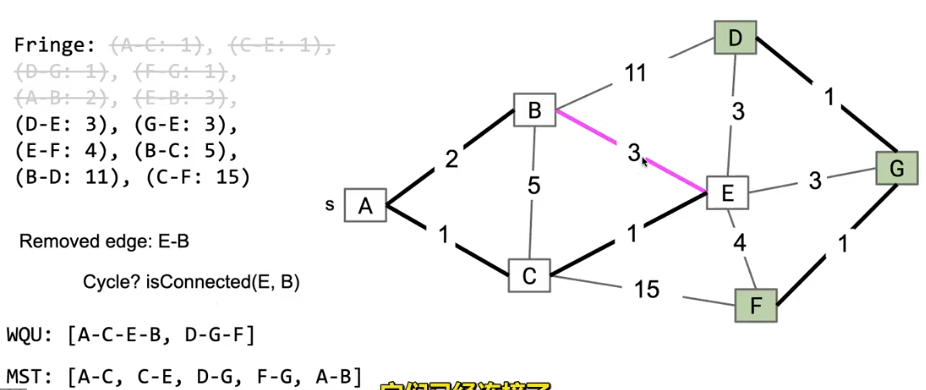 Fringe: (A-C: 1), (C-E: 1),
(D-G: 1), (F-G: 1),
(A-B: 2), (E-B: 3),
(D-E: 3), (G-E: 3),
(E-F: 4), (B-C: 5),
(B-D: 11), (C-F: 15)
Removed edge: E-B
Cycle? isConnected(E, B)
WQU: [A-C-E-B, D-G-F]
MST: [A-C, C-E, D-G, F-G, A-B]
D
11
1
B
3
3
2
5
3
G
s
A
E
1
1
4
1
C
15
F